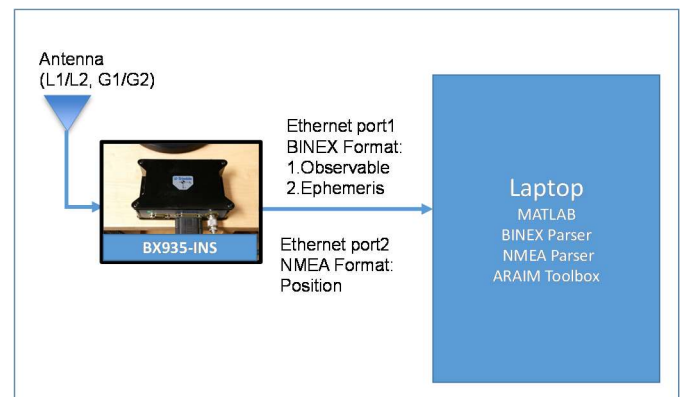 Antenna
(L1/L2, G1/G2)
Ethernet port1
BINEX Format:
1.Observable
2.Ephemeris
BX935-INS
Ethernet port2
NMEA Format:
Position
Laptop
MATLAB
BINEX Parser
NMEA Parser
ARAIM Toolbox